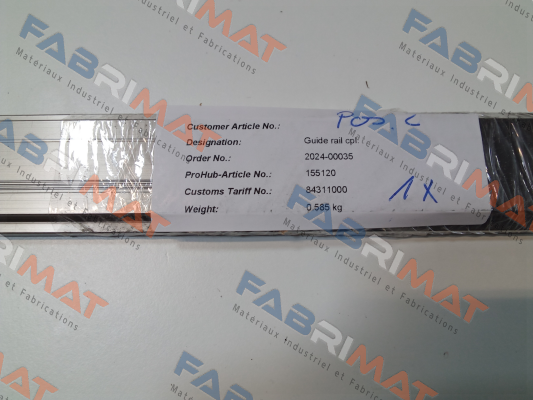 Customer Article No.: POS. 2
Designation: Guide rail cpt.
Order No.: 2024-00035
ProHub-Article No.: 155120
Customs Tariff No.: 84311000 1X
Weight: 0.585 kg
FABRIMAT
Matériaux Industriel et Fabrications